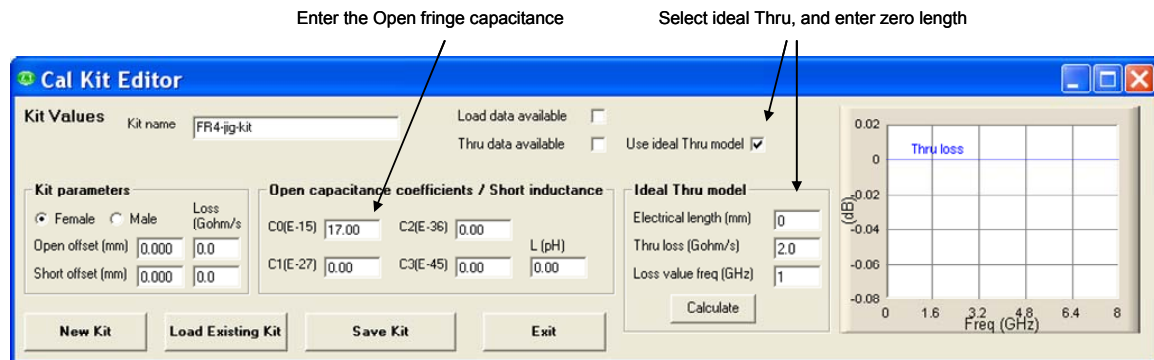 Enter the Open fringe capacitance
Select ideal Thru, and enter zero length
Cal Kit Editor
Kit Values
Kit name
FR4-jig-kit
Load data available
Thru data available
Use ideal Thru model
Kit parameters
Female
Male
Loss
(Gohm/s
Open offset (mm)
0.000
0.0
Short offset (mm)
0.000
0.0
Open capacitance coefficients / Short inductance
C0(E-15)
17.00
C2(E-36)
0.00
L (pH)
C1(E-27)
0.00
C3(E-45)
0.00
0.00
Ideal Thru model
Electrical length (mm)
0
Thru loss (Gohm/s)
2.0
Loss value freq (GHz)
1
Calculate
New Kit
Load Existing Kit
Save Kit
Exit
0.02
0
-0.02
-0.04
-0.06
-0.08
(dB)
Thru loss
0
1.6
3.2
4.8
6.4
8
Freq (GHz)